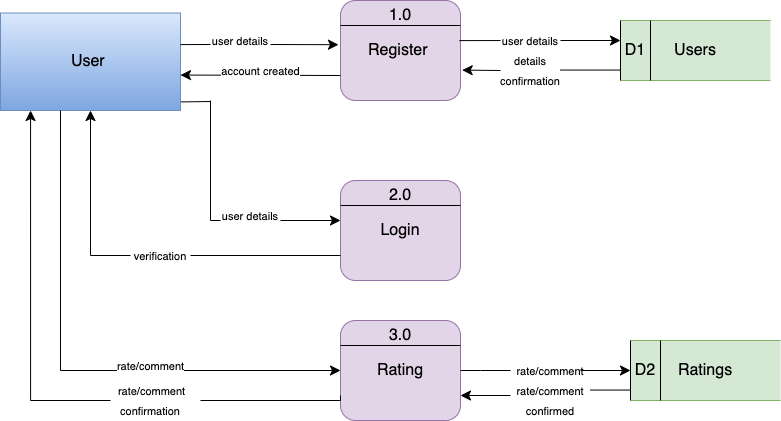 1.0
User
user details
Register
user details
D1
Users
account created
details
confirmation
2.0
user details
Login
verification
3.0
rate/comment
Rating
rate/comment
D2
Ratings
rate/comment
confirmation
rate/comment
confirmed